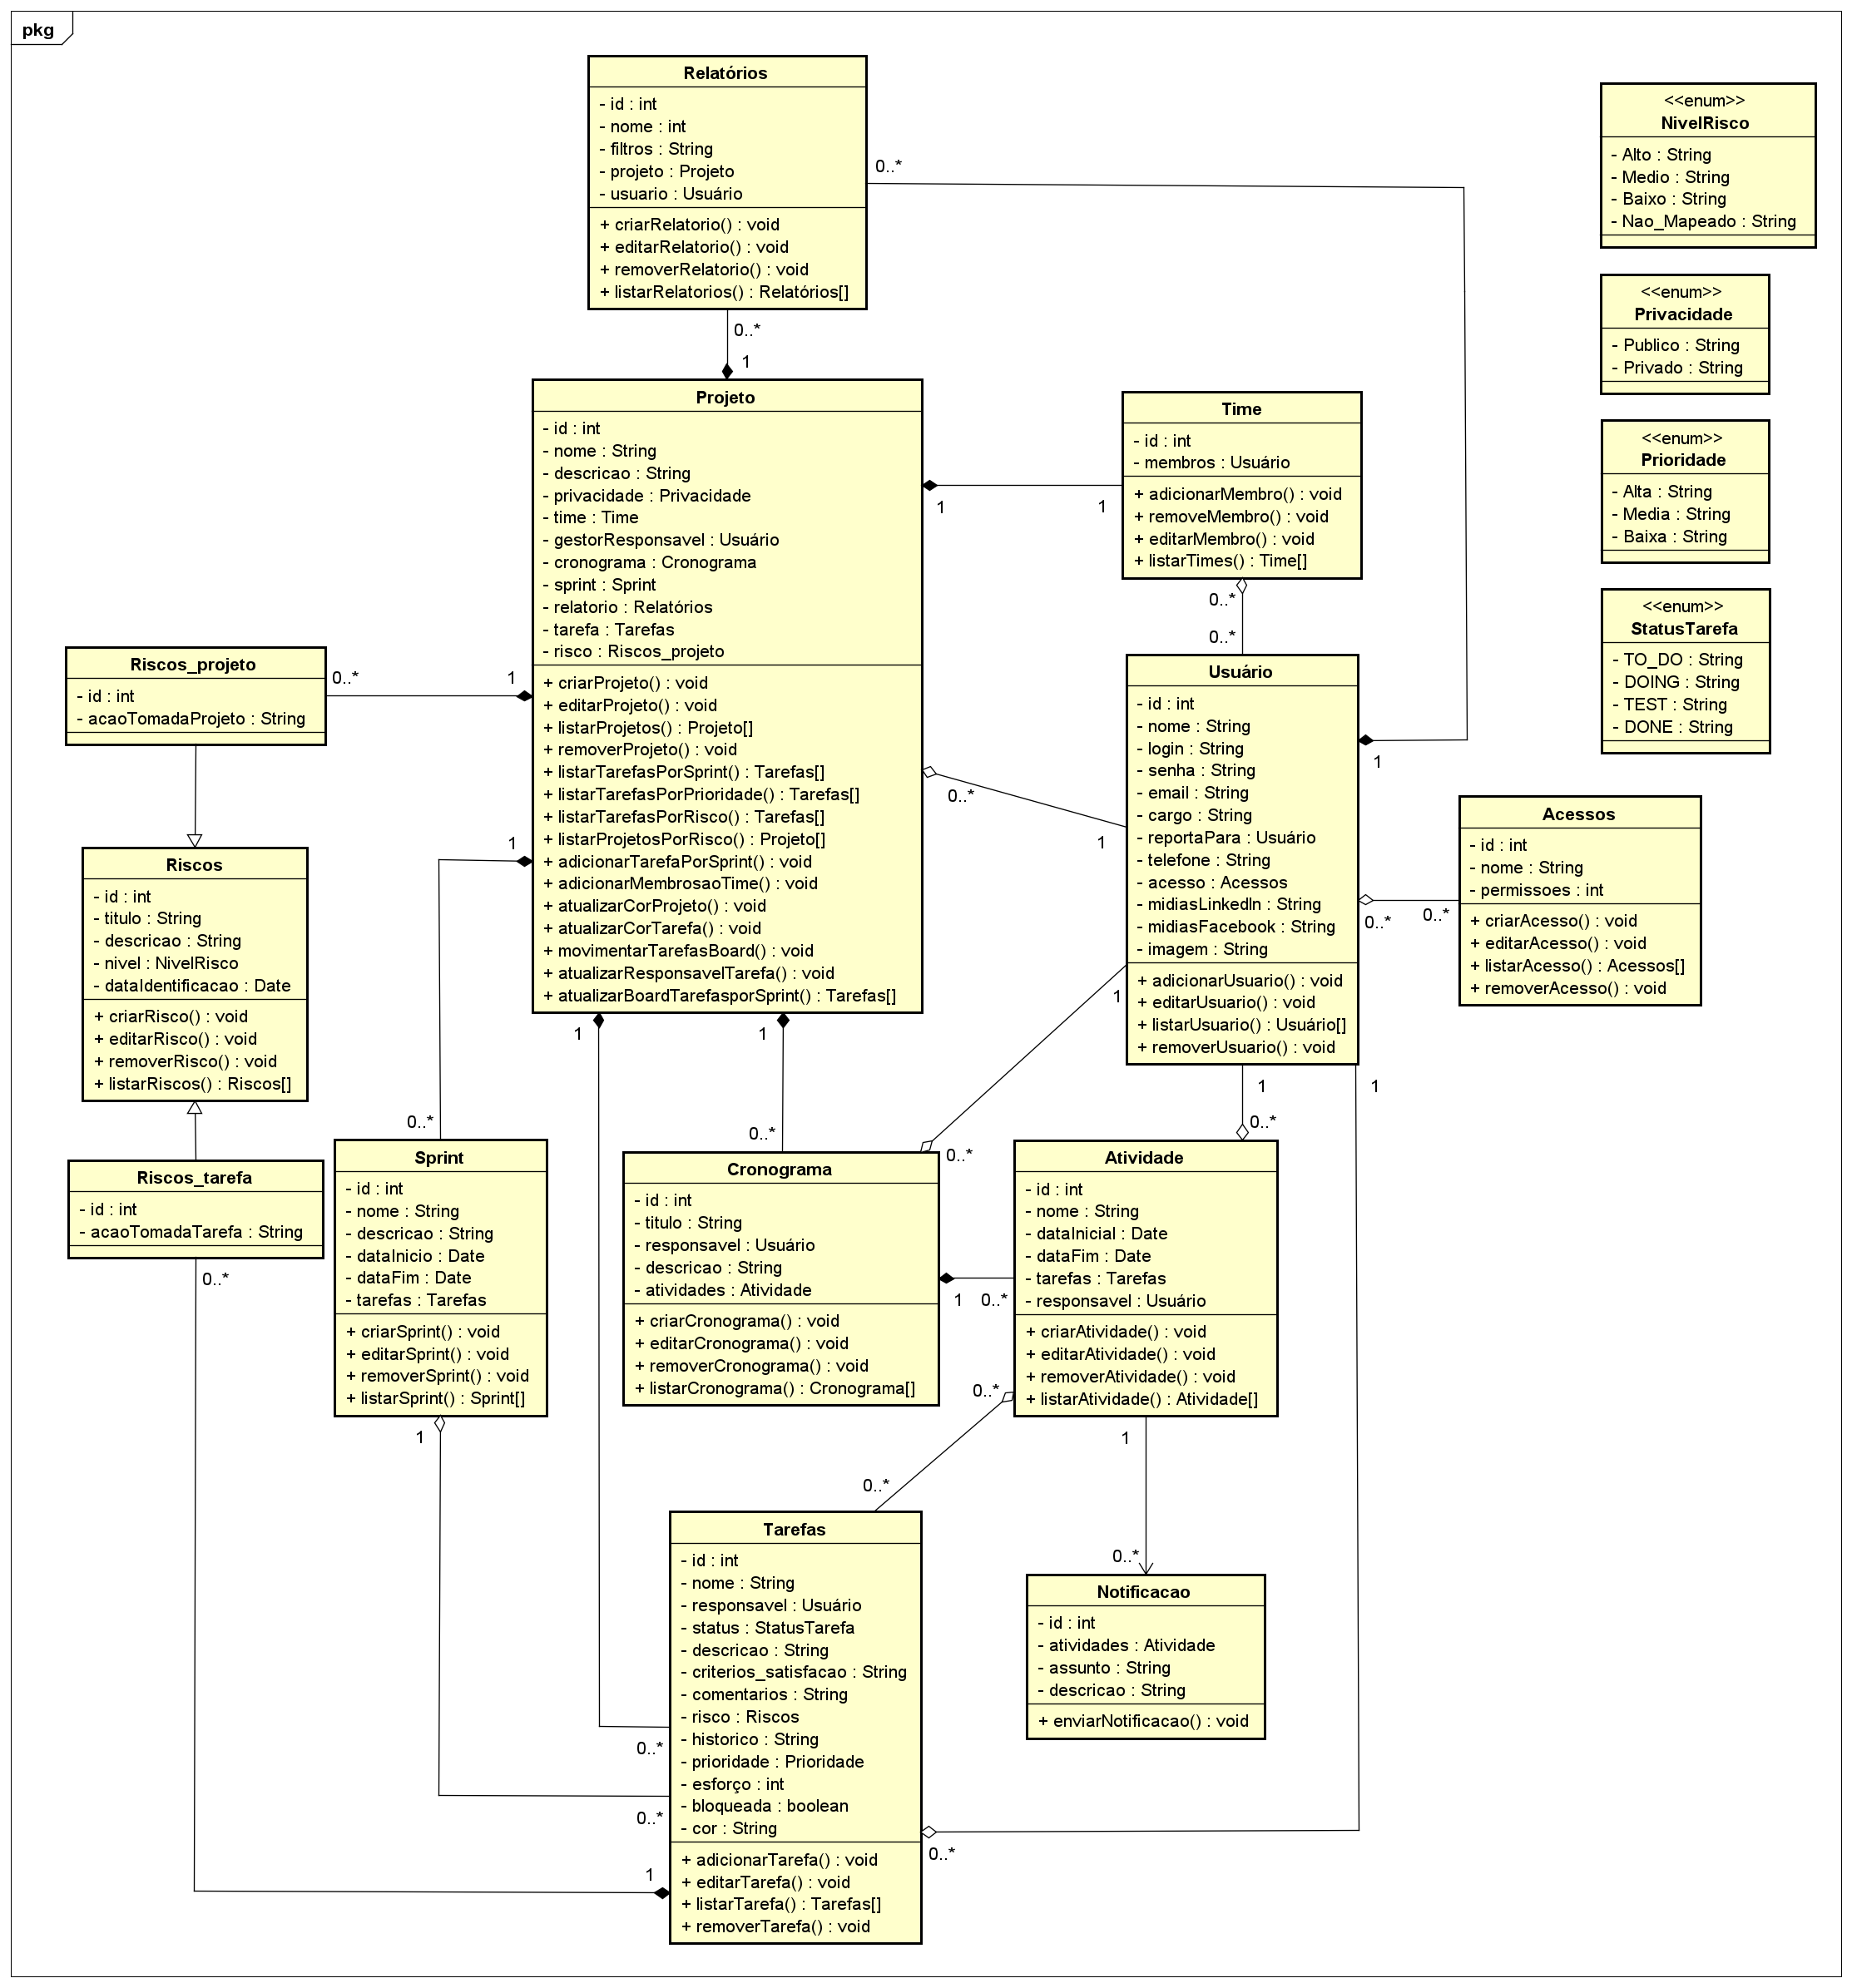 pkg
Relatórios
- id : int
- nome : int
- filtros : String
- projeto : Projeto
- usuario : Usuário
+ criarRelatorio() : void
+ editarRelatorio() : void
+ removerRelatorio() : void
+ listarRelatorios() : Relatórios[]
0..*
0..*
1
<<enum>>
NivelRisco
- Alto : String
- Medio : String
- Baixo : String
- Nao_Mapeado : String
<<enum>>
Privacidade
- Publico : String
- Privado : String
<<enum>>
Prioridade
- Alta : String
- Media : String
- Baixa : String
<<enum>>
StatusTarefa
- TO_DO : String
- DOING : String
- TEST : String
- DONE : String
Projeto
- id : int
- nome : String
- descricao : String
- privacidade : Privacidade
- time : Time
- gestorResponsavel : Usuário
- cronograma : Cronograma
- sprint : Sprint
- relatorio : Relatórios
- tarefa : Tarefas
- risco : Riscos_projeto
+ criarProjeto() : void
+ editarProjeto() : void
+ listarProjetos() : Projeto[]
+ removerProjeto() : void
+ listarTarefasPorSprint() : Tarefas[]
+ listarTarefasPorPrioridade() : Tarefas[]
+ listarTarefasPorRisco() : Tarefas[]
+ listarProjetosPorRisco() : Projeto[]
+ adicionarTarefaPorSprint() : void
+ adicionarMembrosaoTime() : void
+ atualizarCorProjeto() : void
+ atualizarCorTarefa() : void
+ movimentarTarefasBoard() : void
+ atualizarResponsavelTarefa() : void
+ atualizarBoardTarefasporSprint() : Tarefas[]
1
1
Time
- id : int
- membros : Usuário
+ adicionarMembro() : void
+ removeMembro() : void
+ editarMembro() : void
+ listarTimes() : Time[]
0..*
0..*
Usuário
- id : int
- nome : String
- login : String
- senha : String
- email : String
- cargo : String
- reportaPara : Usuário
- telefone : String
- acesso : Acessos
- midiasLinkedIn : String
- midiasFacebook : String
- imagem : String
+ adicionarUsuario() : void
+ editarUsuario() : void
+ listarUsuario() : Usuário[]
+ removerUsuario() : void
1
0..*
1
0..*
0..*
Acessos
- id : int
- nome : String
- permissoes : int
+ criarAcesso() : void
+ editarAcesso() : void
+ listarAcesso() : Acessos[]
+ removerAcesso() : void
Riscos_projeto
- id : int
- acaoTomadaProjeto : String
0..*
1
Riscos
- id : int
- titulo : String
- descricao : String
- nivel : NivelRisco
- dataIdentificacao : Date
+ criarRisco() : void
+ editarRisco() : void
+ removerRisco() : void
+ listarRiscos() : Riscos[]
Riscos_tarefa
- id : int
- acaoTomadaTarefa : String
0..*
1
0..*
Sprint
- id : int
- nome : String
- descricao : String
- dataInicio : Date
- dataFim : Date
- tarefas : Tarefas
+ criarSprint() : void
+ editarSprint() : void
+ removerSprint() : void
+ listarSprint() : Sprint[]
1
1
1
0..*
1
0..*
Cronograma
- id : int
- titulo : String
- responsavel : Usuário
- descricao : String
- atividades : Atividade
+ criarCronograma() : void
+ editarCronograma() : void
+ removerCronograma() : void
+ listarCronograma() : Cronograma[]
1
0..*
1
0..*
1
Atividade
- id : int
- nome : String
- dataInicial : Date
- dataFim : Date
- tarefas : Tarefas
- responsavel : Usuário
+ criarAtividade() : void
+ editarAtividade() : void
+ removerAtividade() : void
+ listarAtividade() : Atividade[]
0..*
0..*
1
0..*
Tarefas
- id : int
- nome : String
- responsavel : Usuário
- status : StatusTarefa
- descricao : String
- criterios_satisfacao : String
- comentarios : String
- risco : Riscos
- historico : String
- prioridade : Prioridade
- esforço : int
- bloqueada : boolean
- cor : String
+ adicionarTarefa() : void
+ editarTarefa() : void
+ listarTarefa() : Tarefas[]
+ removerTarefa() : void
0..*
0..*
1
0..*
Notificacao
- id : int
- atividades : Atividade
- assunto : String
- descricao : String
+ enviarNotificacao() : void